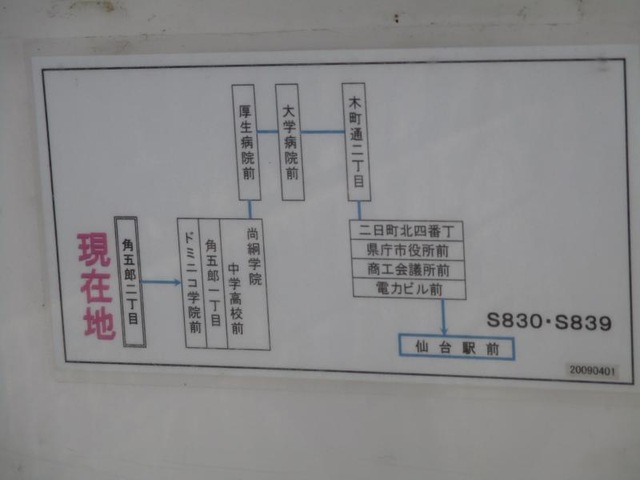 現在地
角五郎二丁目
ドミニコ学院前
角五郎一丁目
尚絅学院
中学高校前
厚生病院前
大学病院前
木町通二丁目
二日町北四番丁
県庁市役所前
商工会議所前
電力ビル前
仙台駅前
S830・S839
20090401